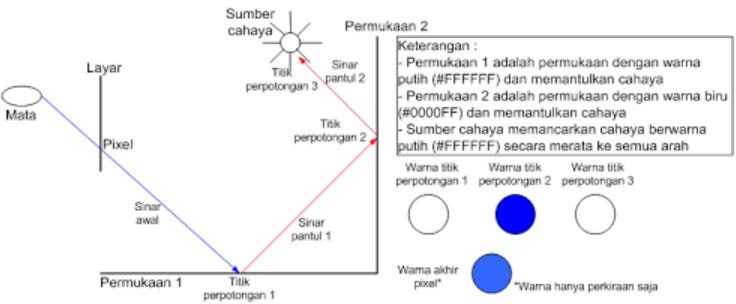 Sumber
cahaya
Permukaan 2
Layar
Mata
Pixel
Titik
perpotongan 3
Sinar
pantul 2
Titik
perpotongan 2
Sinar
awal
Sinar
pantul 1
Permukaan 1
Titik
perpotongan 1
Keterangan :
- Permukaan 1 adalah permukaan dengan warna
putih (#FFFFFF) dan memantulkan cahaya
- Permukaan 2 adalah permukaan dengan warna biru
(#0000FF) dan memantulkan cahaya
- Sumber cahaya memancarkan cahaya berwarna
putih (#FFFFFF) secara merata ke semua arah
Warna titik
perpotongan 1
Warna titik
perpotongan 2
Warna titik
perpotongan 3
Warna akhir
pixel*
*Warna hanya perkiraan saja